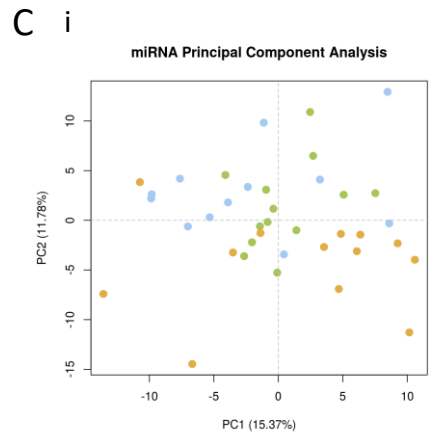 C i
miRNA Principal Component Analysis
10
5
0
-5
-10
-15
PC2 (11.78%)
-10 -5 0 5 10
PC1 (15.37%)